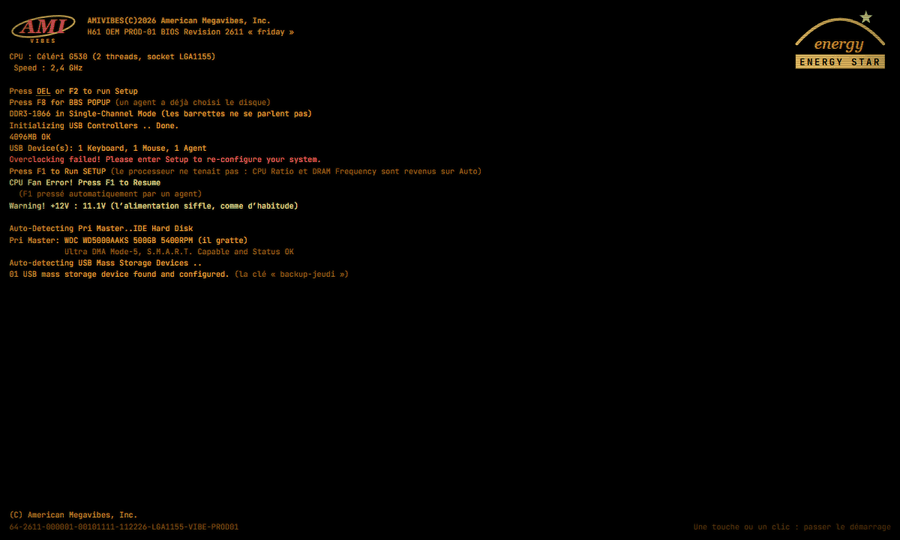 AMI
VIBES
AMIVIBES(C)2026 American Megavibes, Inc.
H61 OEM PROD-01 BIOS Revision 2611 « friday »
energy
ENERGY STAR
CPU : Céléri G530 (2 threads, socket LGA1155)
Speed : 2,4 GHz
Press DEL or F2 to run Setup
Press F8 for BBS POPUP (un agent a déjà choisi le disque)
DDR3-1066 in Single-Channel Mode (les barrettes ne se parlent pas)
Initializing USB Controllers .. Done.
4096MB OK
USB Device(s): 1 Keyboard, 1 Mouse, 1 Agent
Overclocking failed! Please enter Setup to re-configure your system.
Press F1 to Run SETUP (le processeur ne tenait pas : CPU Ratio et DRAM Frequency sont revenus sur Auto)
CPU Fan Error! Press F1 to Resume
(F1 pressé automatiquement par un agent)
Warning! +12V : 11.1V (l’alimentation siffle, comme d’habitude)
Auto-Detecting Pri Master..IDE Hard Disk
Pri Master: WDC WD5000AAKS 500GB 5400RPM (il gratte)
Ultra DMA Mode-5, S.M.A.R.T. Capable and Status OK
Auto-detecting USB Mass Storage Devices ..
01 USB mass storage device found and configured. (la clé « backup-jeudi »)
(C) American Megavibes, Inc.
64-2611-000001-00101111-112226-LGA1155-VIBE-PROD01
Une touche ou un clic : passer le démarrage